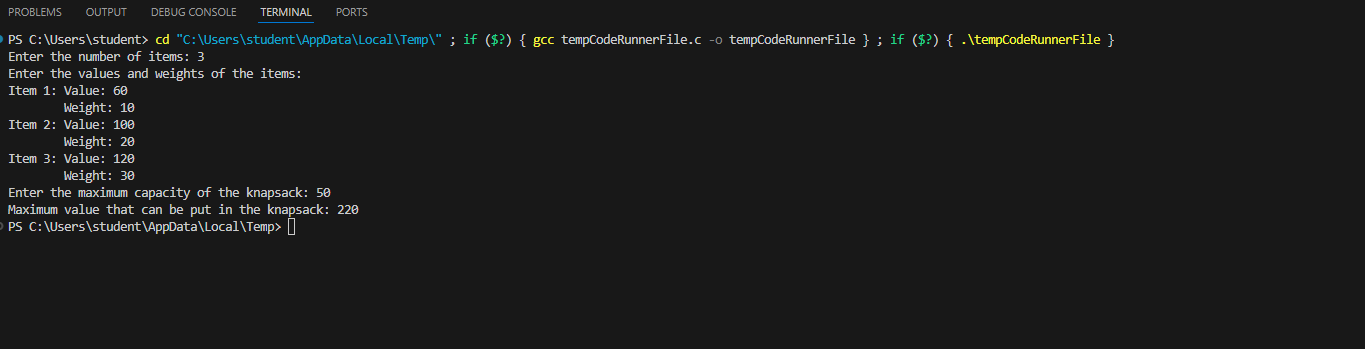 PROBLEMS OUTPUT DEBUG CONSOLE TERMINAL PORTS
PS C:\Users\student> cd "C:\Users\student\AppData\Local\Temp\" ; if ($?) { gcc tempCodeRunnerFile.c -o tempCodeRunnerFile } ; if ($?) { .\tempCodeRunnerFile }
Enter the number of items: 3
Enter the values and weights of the items:
Item 1: Value: 60
        Weight: 10
Item 2: Value: 100
        Weight: 20
Item 3: Value: 120
        Weight: 30
Enter the maximum capacity of the knapsack: 50
Maximum value that can be put in the knapsack: 220
PS C:\Users\student\AppData\Local\Temp>